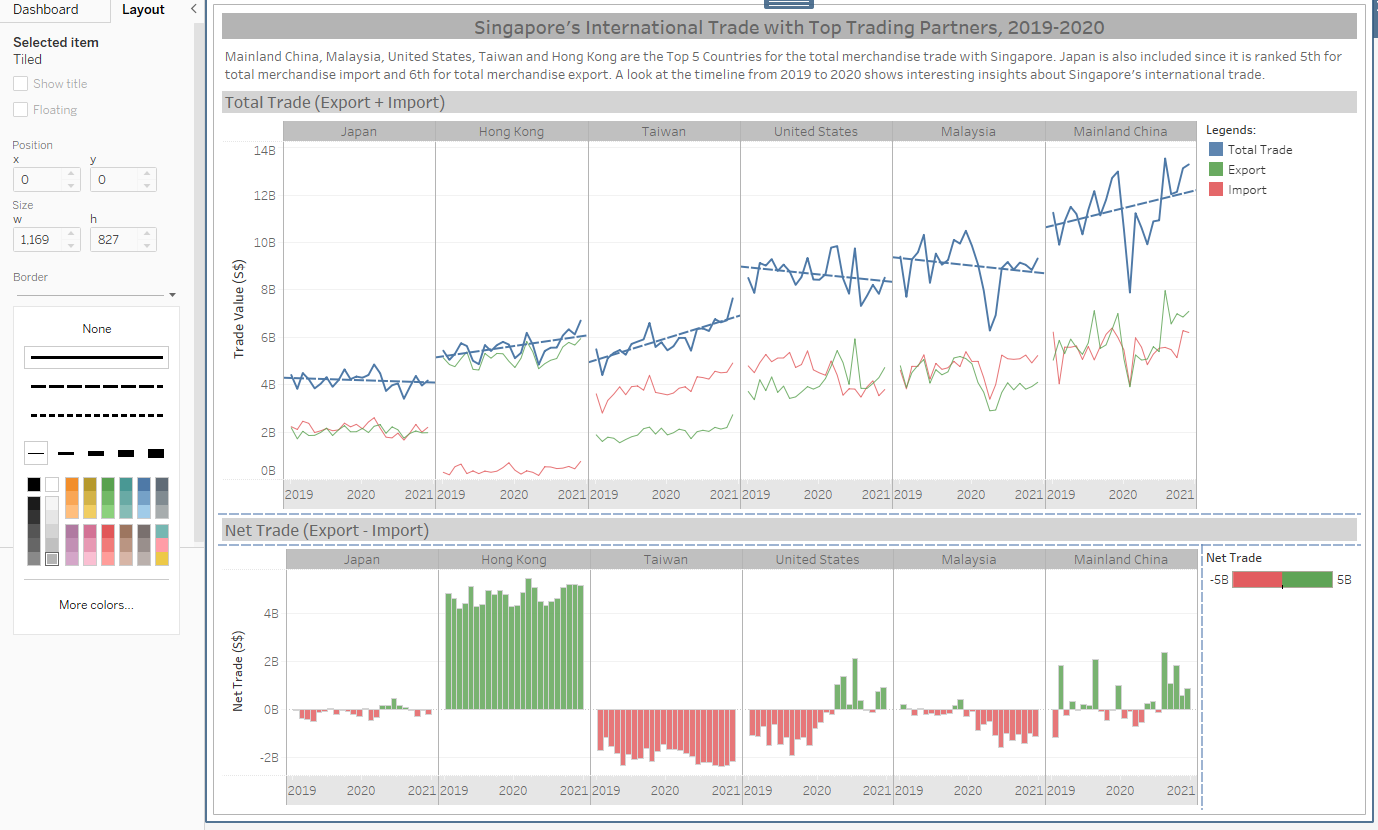 Dashboard Layout <
Selected item
Tiled
Show title
Floating
Position
x y
0 0
Size
w h
1,169 827
Border
None
More colors...
Singapore's International Trade with Top Trading Partners, 2019-2020
Mainland China, Malaysia, United States, Taiwan and Hong Kong are the Top 5 Countries for the total merchandise trade with Singapore. Japan is also included since it is ranked 5th for
total merchandise import and 6th for total merchandise export. A look at the timeline from 2019 to 2020 shows interesting insights about Singapore's international trade.
Total Trade (Export + Import)
Japan Hong Kong Taiwan United States Malaysia Mainland China
Legends:
Total Trade
Export
Import
Trade Value (S$)
14B
12B
10B
8B
6B
4B
2B
0B
2019 2020 2021 2019 2020 2021 2019 2020 2021 2019 2020 2021 2019 2020 2021 2019 2020 2021
Net Trade (Export - Import)
Japan Hong Kong Taiwan United States Malaysia Mainland China
Net Trade
-5B 5B
Net Trade (S$)
4B
2B
0B
-2B
2019 2020 2021 2019 2020 2021 2019 2020 2021 2019 2020 2021 2019 2020 2021 2019 2020 2021